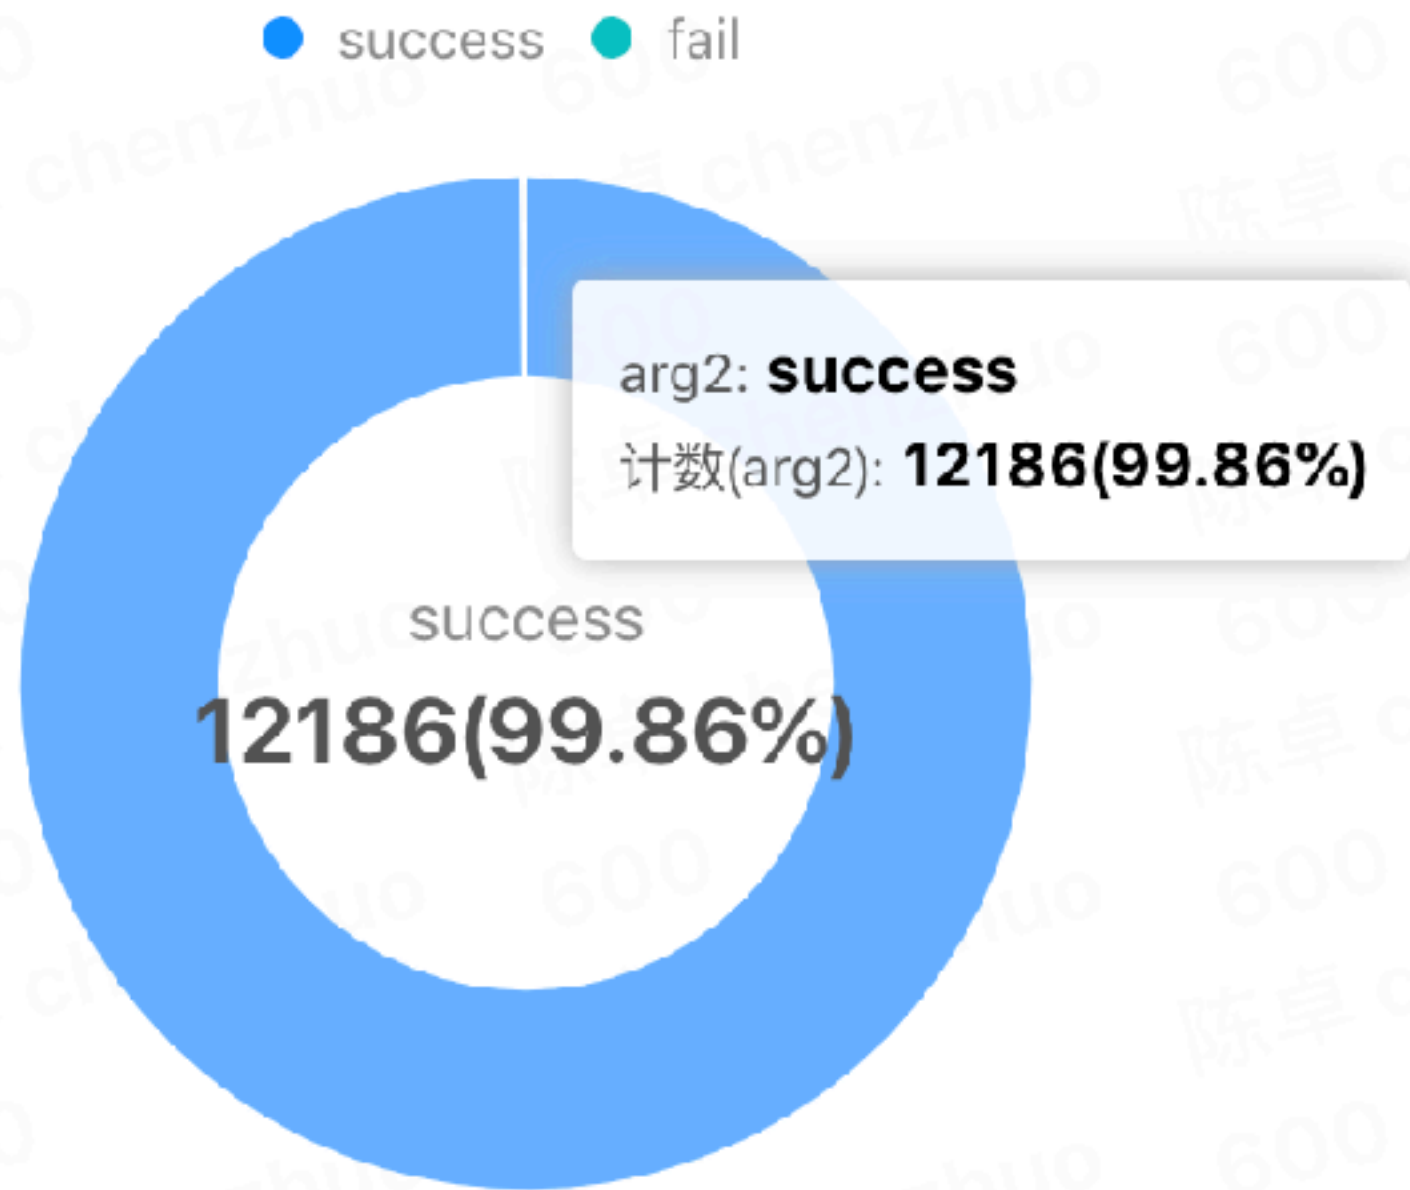 success fail
arg2: success
计数(arg2): 12186(99.86%)
success
12186(99.86%)